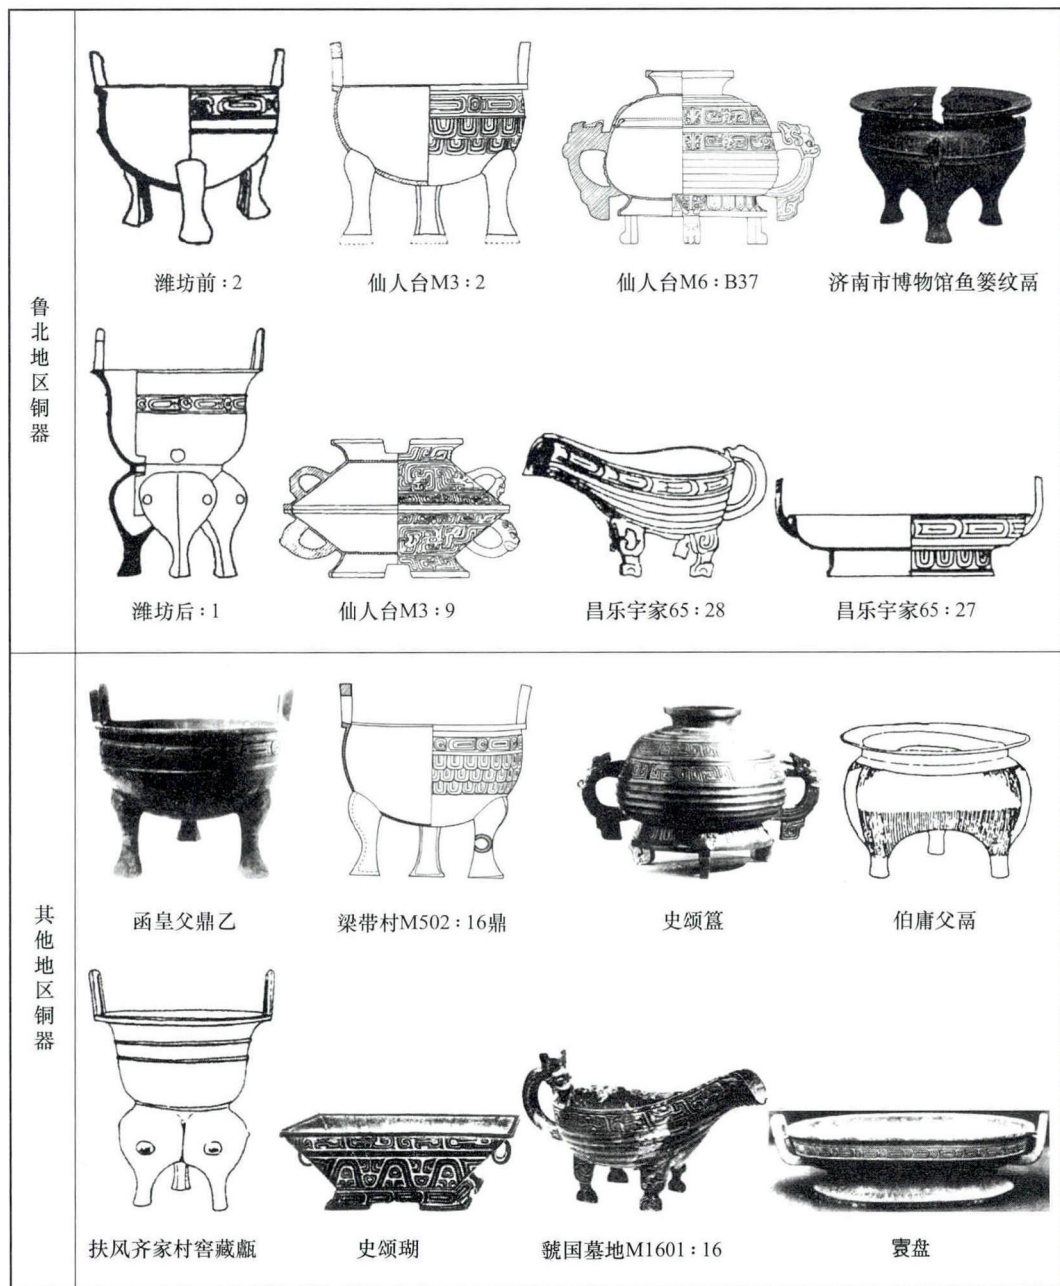 鲁北地区铜器
潍坊前：2
仙人台M3：2
仙人台M6：B37
济南市博物馆鱼篓纹鬲
潍坊后：1
仙人台M3：9
昌乐宇家65：28
昌乐宇家65：27
其他地区铜器
函皇父鼎乙
梁带村M502：16鼎
史颂簋
伯庸父鬲
扶风齐家村窖藏甗
史颂瑚
虢国墓地M1601：16
寰盘